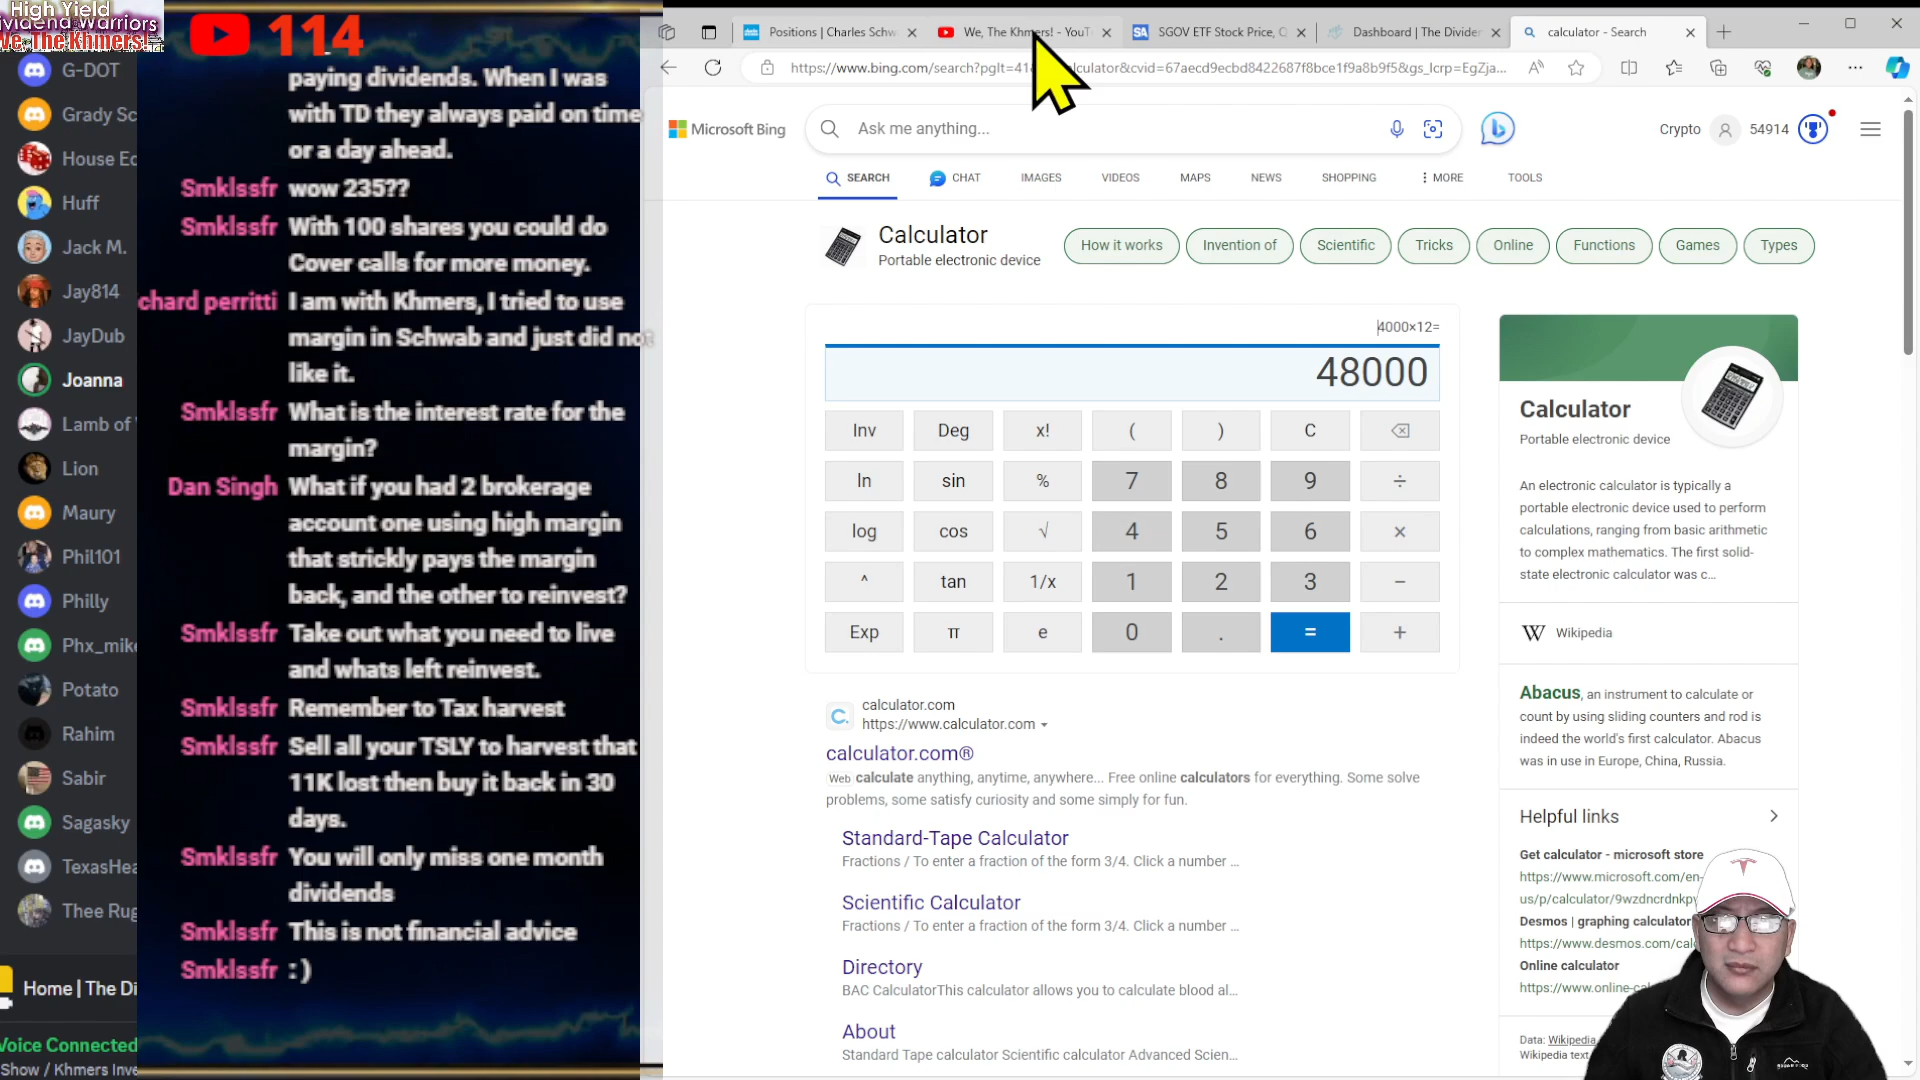 High Yield
Dividend Warriors
We, The Khmers!
114
G-DOT
Grady Sc
House Ed
Huff
Jack M.
Jay814
JayDub
Joanna
Lamb of
Lion
Maury
Phil101
Philly
Phx_mike
Potato
Rahim
Sabir
Sagasky
TexasHea
Thee Rug
Home | The Di
Voice Connected
Show / Khmers Inve
paying dividends. When I was
with TD they always paid on time
or a day ahead.
Smklssfr wow 235??
Smklssfr With 100 shares you could do
Cover calls for more money.
chard perritti I am with Khmers, I tried to use
margin in Schwab and just did not
like it.
Smklssfr What is the interest rate for the
margin?
Dan Singh What if you had 2 brokerage
account one using high margin
that strickly pays the margin
back, and the other to reinvest?
Smklssfr Take out what you need to live
and whats left reinvest.
Smklssfr Remember to Tax harvest
Smklssfr Sell all your TSLY to harvest that
11K lost then buy it back in 30
days.
Smklssfr You will only miss one month
dividends
Smklssfr This is not financial advice
Smklssfr : )
Positions | Charles Schw
We, The Khmers! - YouT
SGOV ETF Stock Price, Q
Dashboard | The Divider
calculator - Search
https://www.bing.com/search?pglt=41 calculator&cvid=67aecd9ecbd8422687f8bce1f9a8b9f5&gs_lcrp=EgZja...
Microsoft Bing
Ask me anything...
Crypto
54914
SEARCH
CHAT
IMAGES
VIDEOS
MAPS
NEWS
SHOPPING
MORE
TOOLS
Calculator
Portable electronic device
How it works
Invention of
Scientific
Tricks
Online
Functions
Games
Types
4000×12=
48000
Inv Deg x! ( ) C
ln sin % 7 8 9 ÷
log cos √ 4 5 6 ×
^ tan 1/x 1 2 3 −
Exp π e 0 . = +
calculator.com
https://www.calculator.com
calculator.com®
Web calculate anything, anytime, anywhere... Free online calculators for everything. Some solve
problems, some satisfy curiosity and some simply for fun.
Standard-Tape Calculator
Fractions / To enter a fraction of the form 3/4. Click a number ...
Scientific Calculator
Fractions / To enter a fraction of the form 3/4. Click a number ...
Directory
BAC CalculatorThis calculator allows you to calculate blood al...
About
Standard Tape calculator Scientific calculator Advanced Scien...
Calculator
Portable electronic device
An electronic calculator is typically a
portable electronic device used to perform
calculations, ranging from basic arithmetic
to complex mathematics. The first solid-
state electronic calculator was c...
W Wikipedia
Abacus, an instrument to calculate or
count by using sliding counters and rod is
indeed the world's first calculator. Abacus
was in use in Europe, China, Russia.
Helpful links
Get calculator - microsoft store
https://www.microsoft.com/en-
us/p/calculator/9wzdncrdnkp
Desmos | graphing calculator
https://www.desmos.com/cal
Online calculator
https://www.online-c
Data: Wikipedia
Wikipedia text